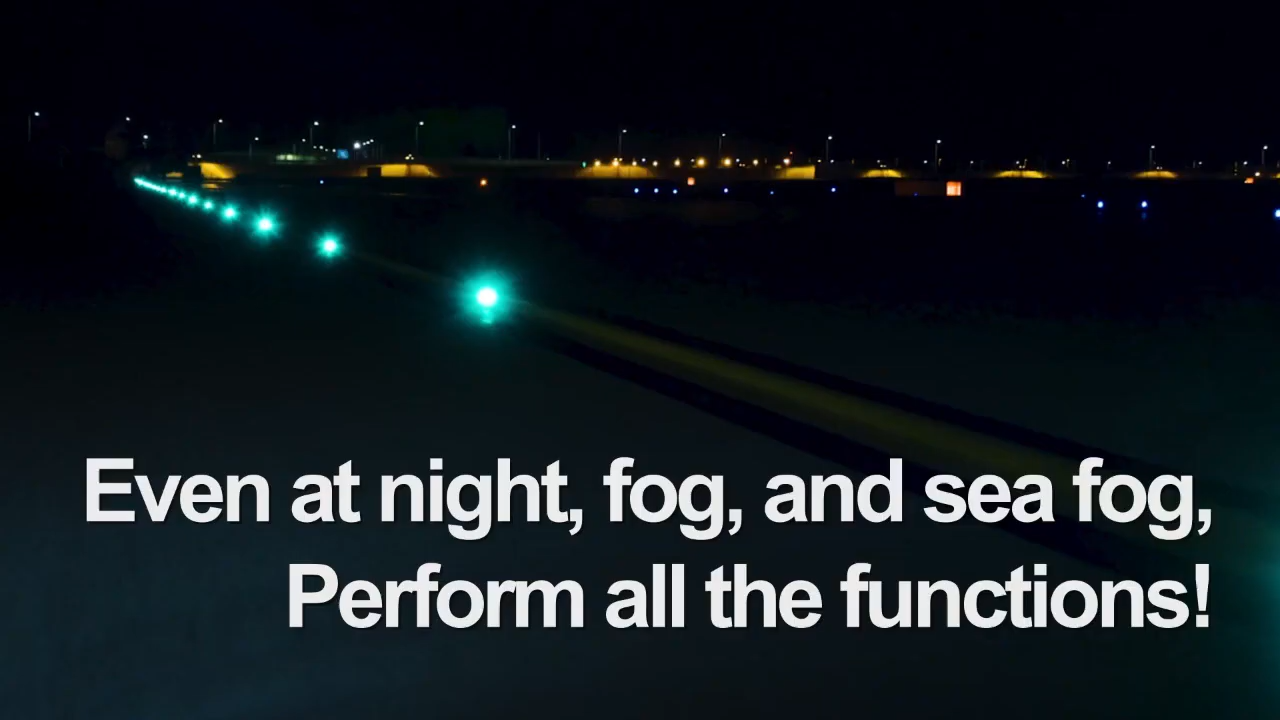 Even at night, fog, and sea fog,
Perform all the functions!